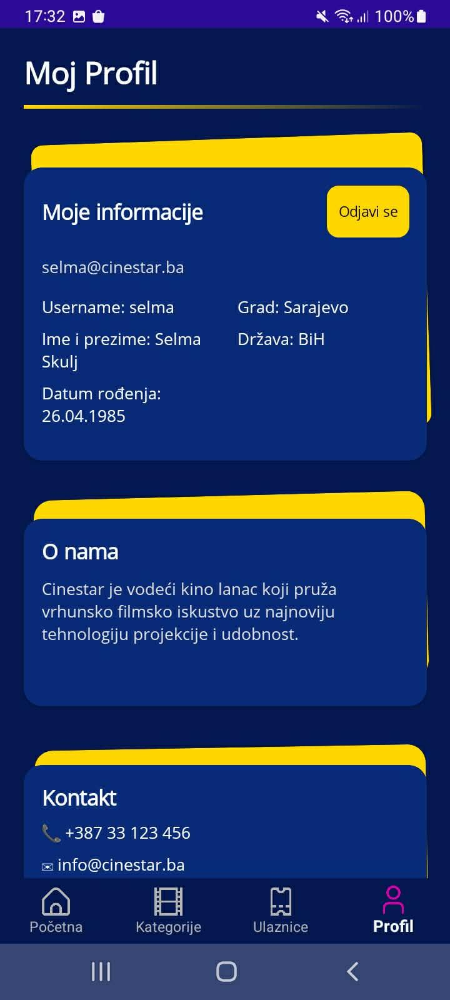 17:32
100%
Moj Profil
Moje informacije
Odjavi se
selma@cinestar.ba
Username: selma
Grad: Sarajevo
Ime i prezime: Selma
Skulj
Država: BiH
Datum rođenja:
26.04.1985
O nama
Cinestar je vodeći kino lanac koji pruža
vrhunsko filmsko iskustvo uz najnoviju
tehnologiju projekcije i udobnost.
Kontakt
📞 +387 33 123 456
✉ info@cinestar.ba
Početna
Kategorije
Ulaznice
Profil